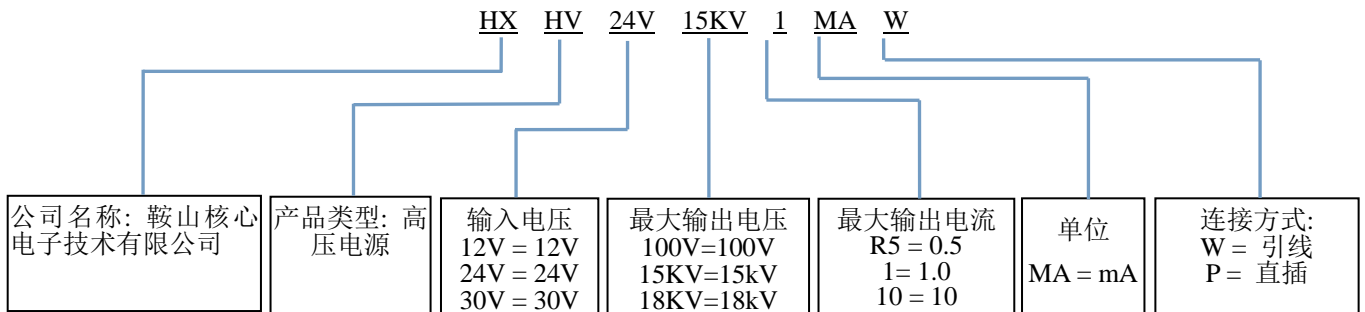 HX HV 24V 15KV 1 MA W
公司名称: 鞍山核心
电子技术有限公司
产品类型: 高
压电源
输入电压
12V = 12V
24V = 24V
30V = 30V
最大输出电压
100V=100V
15KV=15kV
18KV=18kV
最大输出电流
R5 = 0.5
1= 1.0
10 = 10
单位
MA = mA
连接方式:
W = 引线
P = 直插